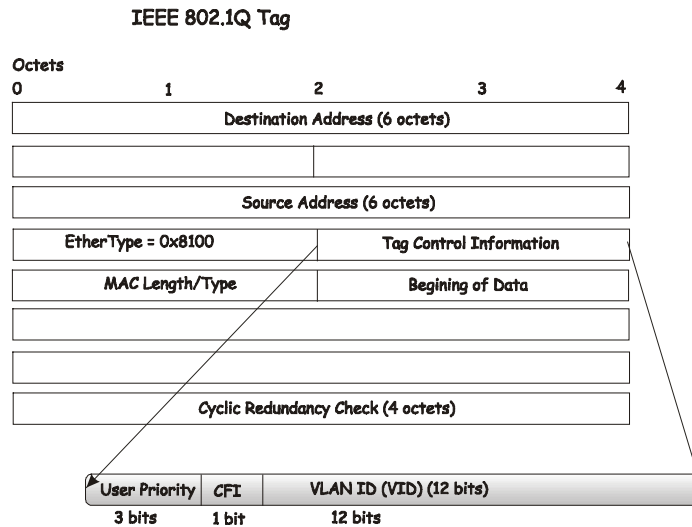 IEEE 802.1Q Tag
Octets
0 1 2 3 4
Destination Address (6 octets)
Source Address (6 octets)
EtherType = 0x8100 Tag Control Information
MAC Length/Type Begining of Data
Cyclic Redundancy Check (4 octets)
User Priority CFI VLAN ID (VID) (12 bits)
3 bits 1 bit 12 bits